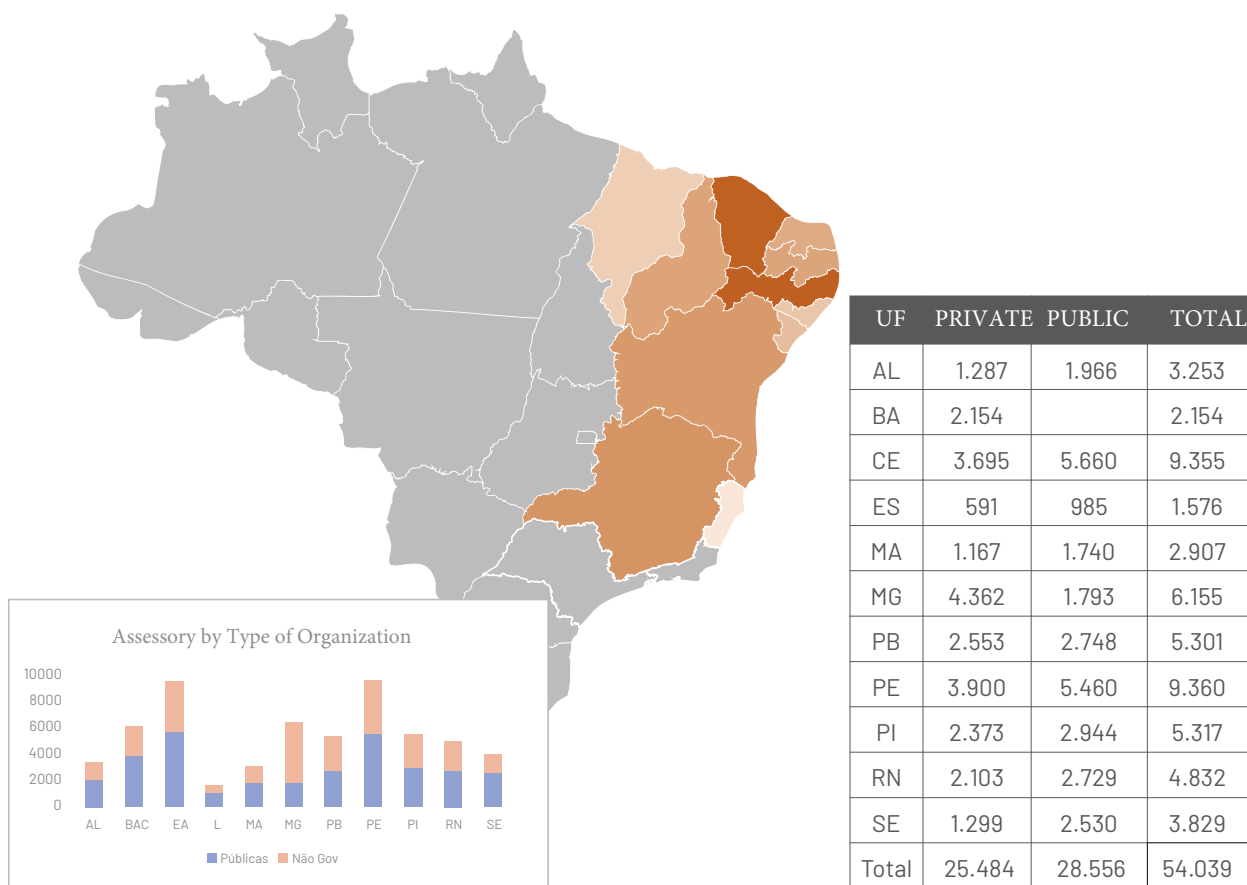 UF PRIVATE PUBLIC TOTAL
AL 1.287 1.966 3.253
BA 2.154 2.154
CE 3.695 5.660 9.355
ES 591 985 1.576
MA 1.167 1.740 2.907
MG 4.362 1.793 6.155
PB 2.553 2.748 5.301
PE 3.900 5.460 9.360
PI 2.373 2.944 5.317
RN 2.103 2.729 4.832
SE 1.299 2.530 3.829
Total 25.484 28.556 54.039
Assessory by Type of Organization
10000
8000
6000
4000
2000
0
AL BAC EA L MA MG PB PE PI RN SE
Públicas Não Gov